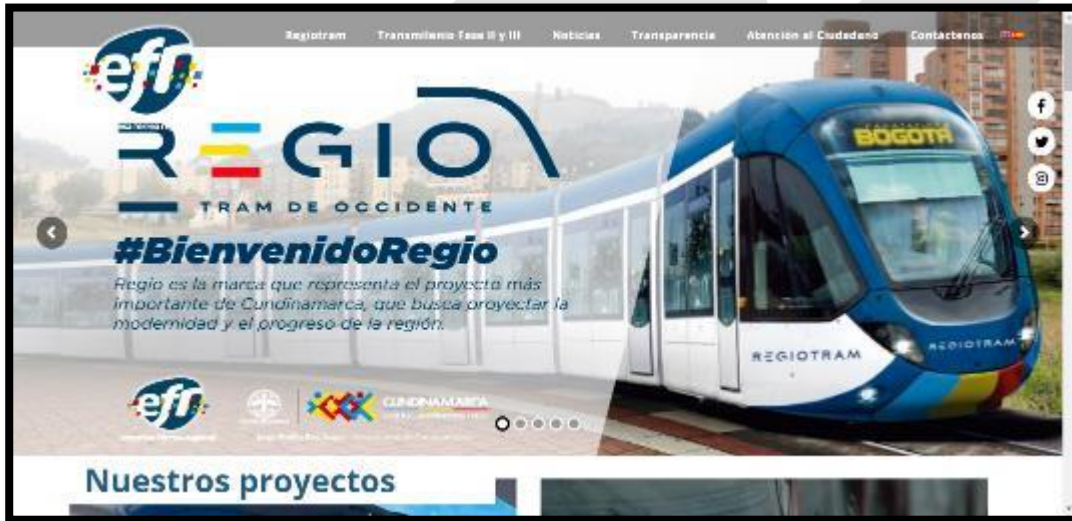 Regiotram Transmilenio Fase II y III Noticias Transparencia Atención al Ciudadano Contáctenos
efr
REGIO
TRAM DE OCCIDENTE
#BienvenidoRegio
Regio es la marca que representa el proyecto más
importante de Cundinamarca, que busca proyectar la
modernidad y el progreso de la región.
BOGOTÁ
REGIOTRAM
REGIOTRAM
efr
CUNDINAMARCA
Nuestros proyectos